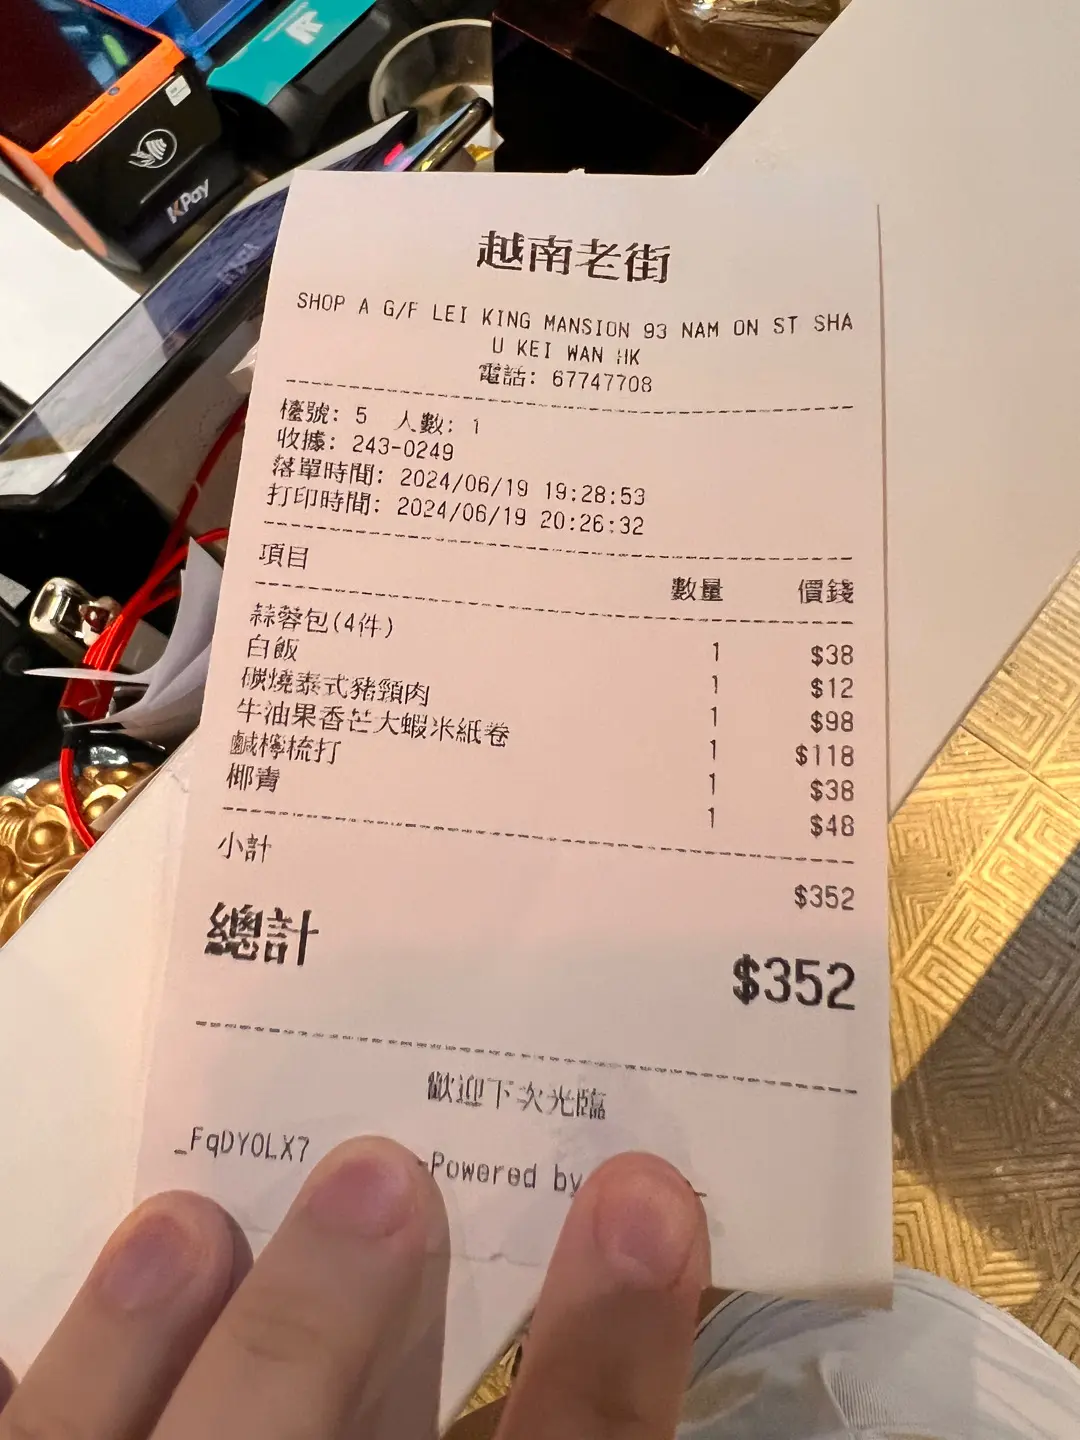 KPay
越南老街
SHOP A G/F LEI KING MANSION 93 NAM ON ST SHA
U KEI WAN HK
電話: 67747708
檯號: 5 人數: 1
收據: 243-0249
落單時間: 2024/06/19 19:28:53
打印時間: 2024/06/19 20:26:32
項目 數量 價錢
蒜蓉包(4件) 1 $38
白飯 1 $12
碳燒泰式豬頸肉 1 $98
牛油果香芒大蝦米紙卷 1 $118
鹹檸梳打 1 $38
椰青 1 $48
小計 $352
總計 $352
歡迎下次光臨
_FqDYOLX7 -Powered by